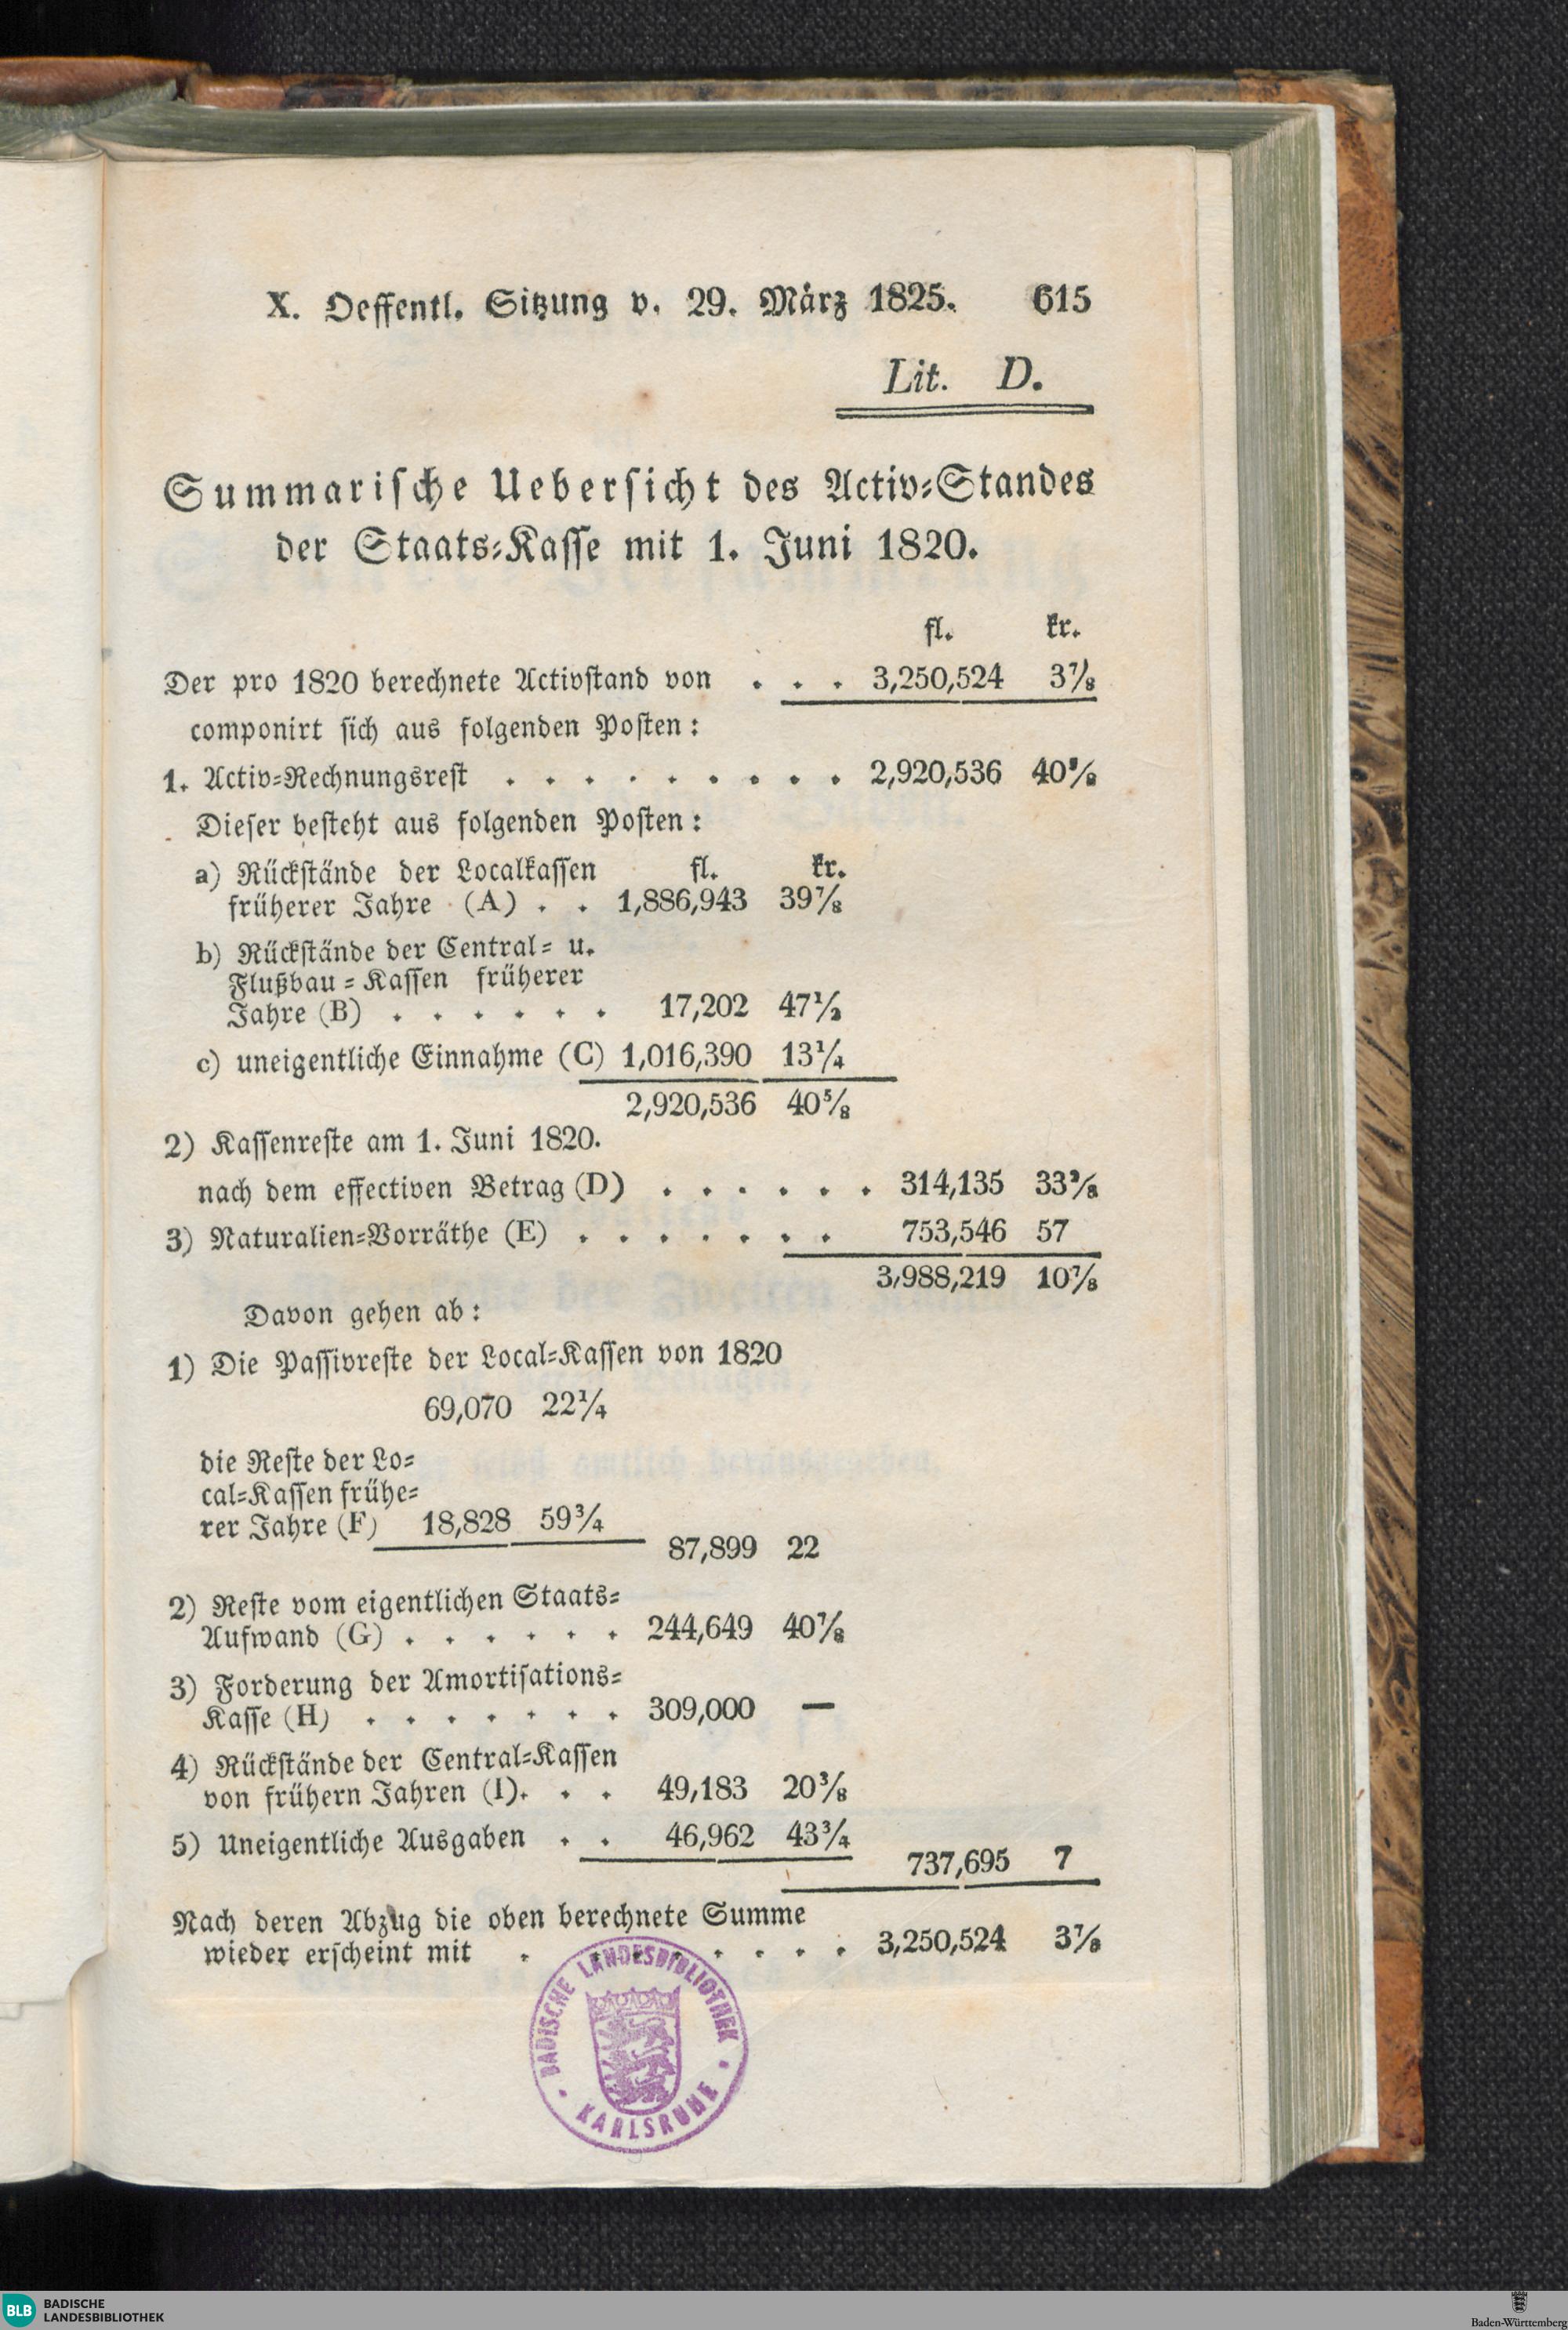 X. Oeffentl. Sitzung v. 29. März 1825. 615
Lit. D.
Summarische Uebersicht des Activ-Standes
der Staats-Kasse mit 1. Juni 1820.
fl. kr.
Der pro 1820 berechnete Activstand von . . . 3,250,524 3⅞
componirt sich aus folgenden Posten:
1. Activ-Rechnungsrest . . . . . . . . . 2,920,536 40⅝
Dieser besteht aus folgenden Posten:
a) Rückstände der Localkassen fl. kr.
früherer Jahre (A) . . 1,886,943 39⅞
b) Rückstände der Central- u.
Flußbau-Kassen früherer
Jahre (B) . . . . . . 17,202 47½
c) uneigentliche Einnahme (C) 1,016,390 13¼
2,920,536 40⅝
2) Kassenreste am 1. Juni 1820.
nach dem effectiven Betrag (D) . . . . . . 314,135 33²/₈
3) Naturalien-Vorräthe (E) . . . . . . . 753,546 57
3,988,219 10⅞
Davon gehen ab:
1) Die Passivreste der Local-Kassen von 1820
69,070 22¼
die Reste der Lo-
cal-Kassen frühe-
rer Jahre (F) 18,828 59¾
87,899 22
2) Reste vom eigentlichen Staats-
Aufwand (G) . . . . . . 244,649 40⅞
3) Forderung der Amortisations-
Kasse (H) . . . . . . . 309,000 —
4) Rückstände der Central-Kassen
von frühern Jahren (I). . . 49,183 20⅜
5) Uneigentliche Ausgaben . . 46,962 43¾
737,695 7
Nach deren Abzug die oben berechnete Summe
wieder erscheint mit . . . . . . . . . 3,250,524 3⅞
BADISCHE LANDESBIBLIOTHEK
KARLSRUHE
BLB BADISCHE
LANDESBIBLIOTHEK
Baden-Württemberg